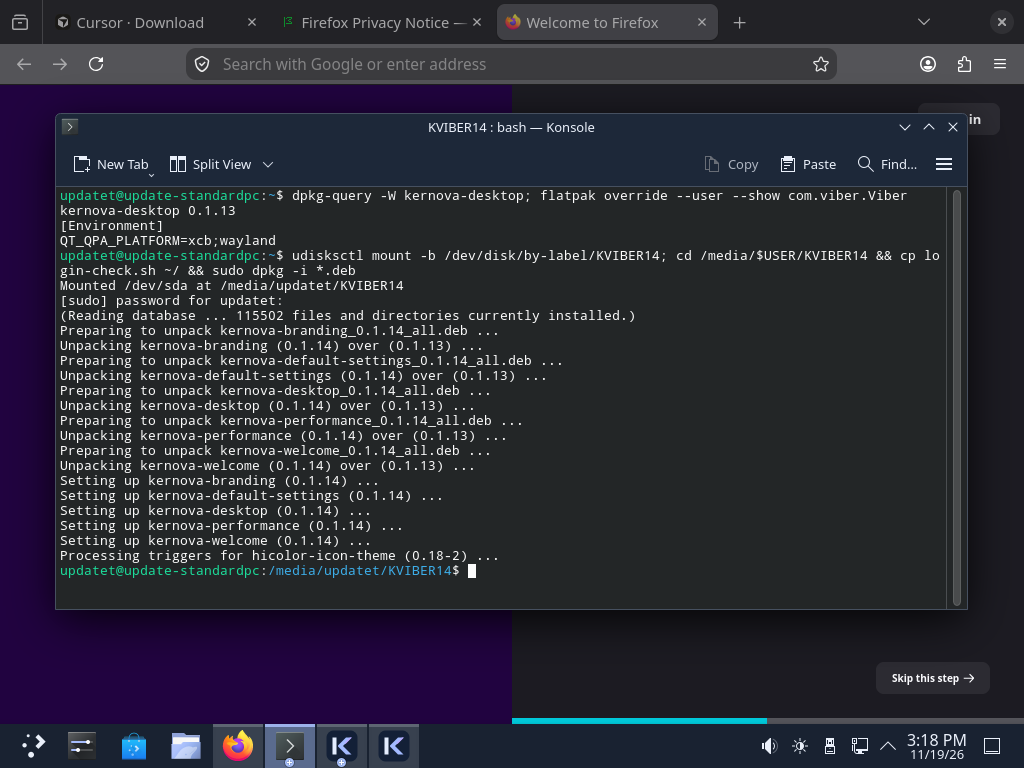 Cursor · Download
Firefox Privacy Notice —
Welcome to Firefox
Search with Google or enter address
in
KVIBER14 : bash — Konsole
New Tab
Split View
Copy
Paste
Find...
updatet@update-standardpc:~$ dpkg-query -W kernova-desktop; flatpak override --user --show com.viber.Viber
kernova-desktop 0.1.13
[Environment]
QT_QPA_PLATFORM=xcb;wayland
updatet@update-standardpc:~$ udisksctl mount -b /dev/disk/by-label/KVIBER14; cd /media/$USER/KVIBER14 && cp lo
gin-check.sh ~/ && sudo dpkg -i *.deb
Mounted /dev/sda at /media/updatet/KVIBER14
[sudo] password for updatet:
(Reading database ... 115502 files and directories currently installed.)
Preparing to unpack kernova-branding_0.1.14_all.deb ...
Unpacking kernova-branding (0.1.14) over (0.1.13) ...
Preparing to unpack kernova-default-settings_0.1.14_all.deb ...
Unpacking kernova-default-settings (0.1.14) over (0.1.13) ...
Preparing to unpack kernova-desktop_0.1.14_all.deb ...
Unpacking kernova-desktop (0.1.14) over (0.1.13) ...
Preparing to unpack kernova-performance_0.1.14_all.deb ...
Unpacking kernova-performance (0.1.14) over (0.1.13) ...
Preparing to unpack kernova-welcome_0.1.14_all.deb ...
Unpacking kernova-welcome (0.1.14) over (0.1.13) ...
Setting up kernova-branding (0.1.14) ...
Setting up kernova-default-settings (0.1.14) ...
Setting up kernova-desktop (0.1.14) ...
Setting up kernova-performance (0.1.14) ...
Setting up kernova-welcome (0.1.14) ...
Processing triggers for hicolor-icon-theme (0.18-2) ...
updatet@update-standardpc:/media/updatet/KVIBER14$
Skip this step
3:18 PM
11/19/26